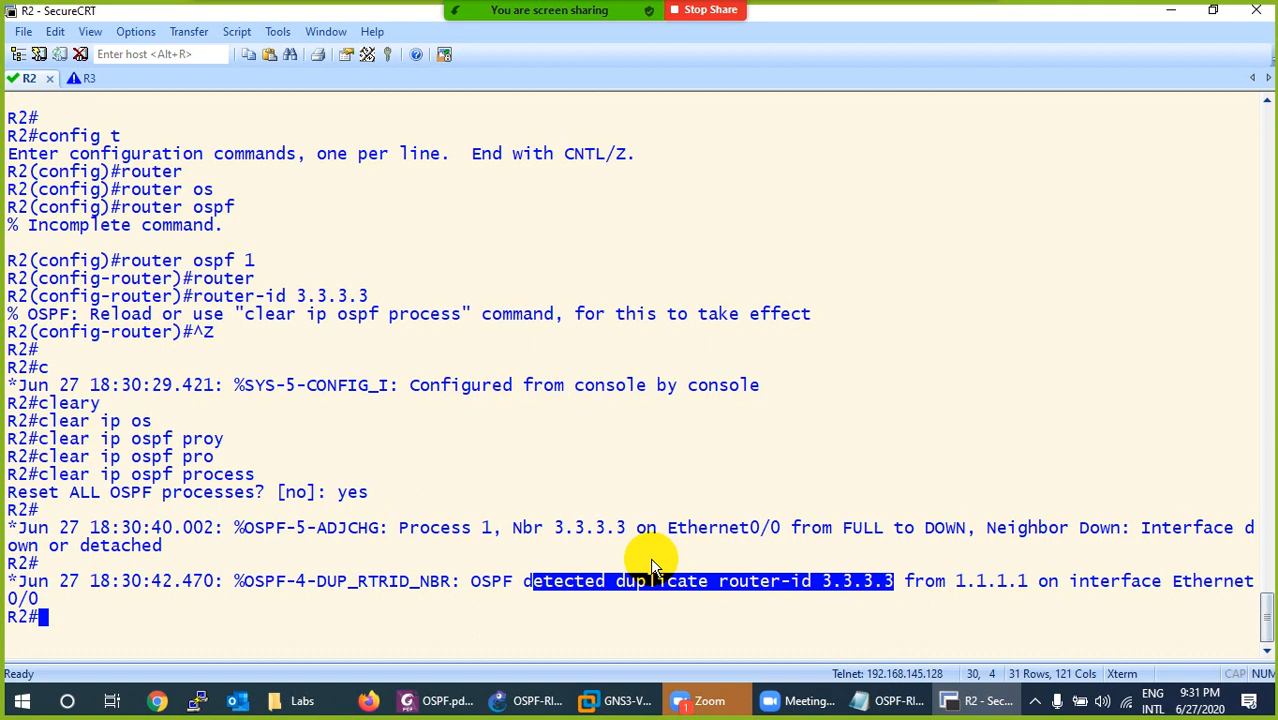 R2 - SecureCRT
You are screen sharing
Stop Share
File Edit View Options Transfer Script Tools Window Help
Enter host <Alt+R>
R2 R3
R2#
R2#config t
Enter configuration commands, one per line.  End with CNTL/Z.
R2(config)#router
R2(config)#router os
R2(config)#router ospf
% Incomplete command.
R2(config)#router ospf 1
R2(config-router)#router
R2(config-router)#router-id 3.3.3.3
% OSPF: Reload or use "clear ip ospf process" command, for this to take effect
R2(config-router)#^Z
R2#
R2#c
*Jun 27 18:30:29.421: %SYS-5-CONFIG_I: Configured from console by console
R2#cleary
R2#clear ip os
R2#clear ip ospf proy
R2#clear ip ospf pro
R2#clear ip ospf process
Reset ALL OSPF processes? [no]: yes
R2#
*Jun 27 18:30:40.002: %OSPF-5-ADJCHG: Process 1, Nbr 3.3.3.3 on Ethernet0/0 from FULL to DOWN, Neighbor Down: Interface d
own or detached
R2#
*Jun 27 18:30:42.470: %OSPF-4-DUP_RTRID_NBR: OSPF detected duplicate router-id 3.3.3.3 from 1.1.1.1 on interface Ethernet
0/0
R2#
Ready Telnet: 192.168.145.128 30, 4 31 Rows, 121 Cols Xterm CAP NUM
Labs OSPF.pd... OSPF-RI... GNS3-V... 1 Zoom Meeting... OSPF-RI... R2 - Sec... ENG 9:31 PM
INTL 6/27/2020